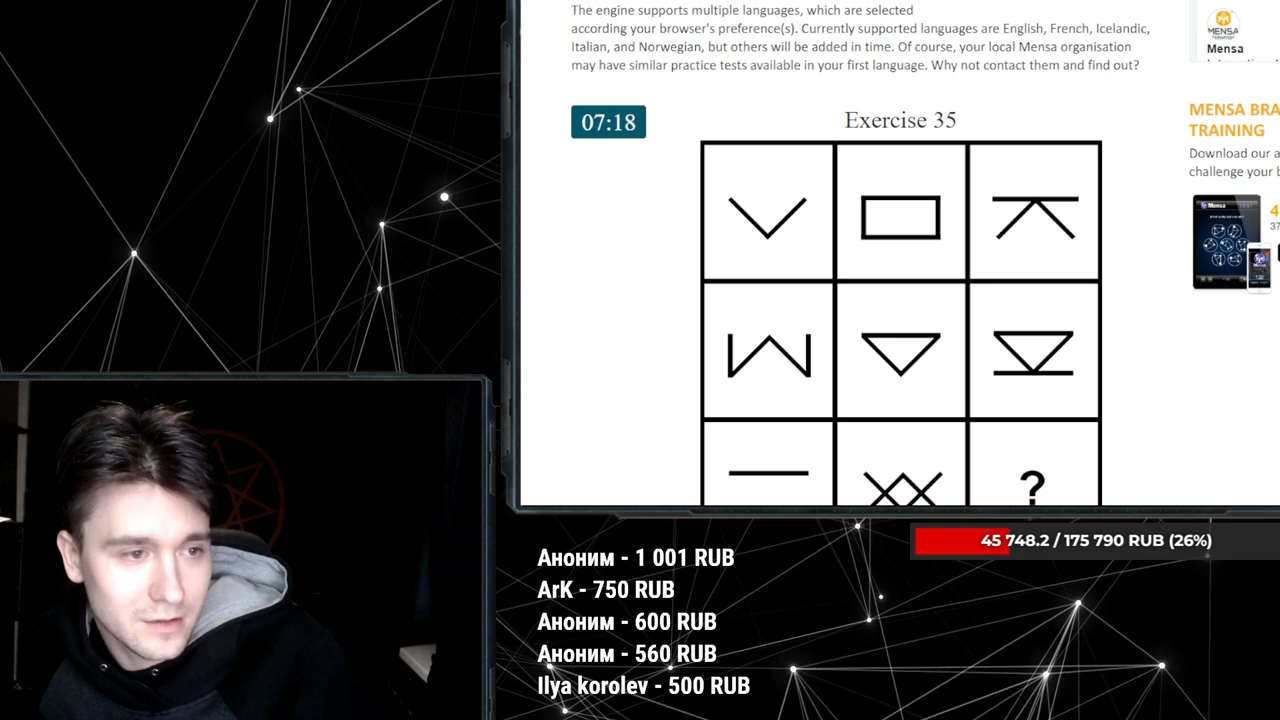 The engine supports multiple languages, which are selected
according your browser's preference(s). Currently supported languages are English, French, Icelandic,
Italian, and Norwegian, but others will be added in time. Of course, your local Mensa organisation
may have similar practice tests available in your first language. Why not contact them and find out?
MENSA
Mensa
07:18
Exercise 35
MENSA BRA
TRAINING
Download our a
challenge your b
?
45 748.2 / 175 790 RUB (26%)
Аноним - 1 001 RUB
ArK - 750 RUB
Аноним - 600 RUB
Аноним - 560 RUB
Ilya korolev - 500 RUB